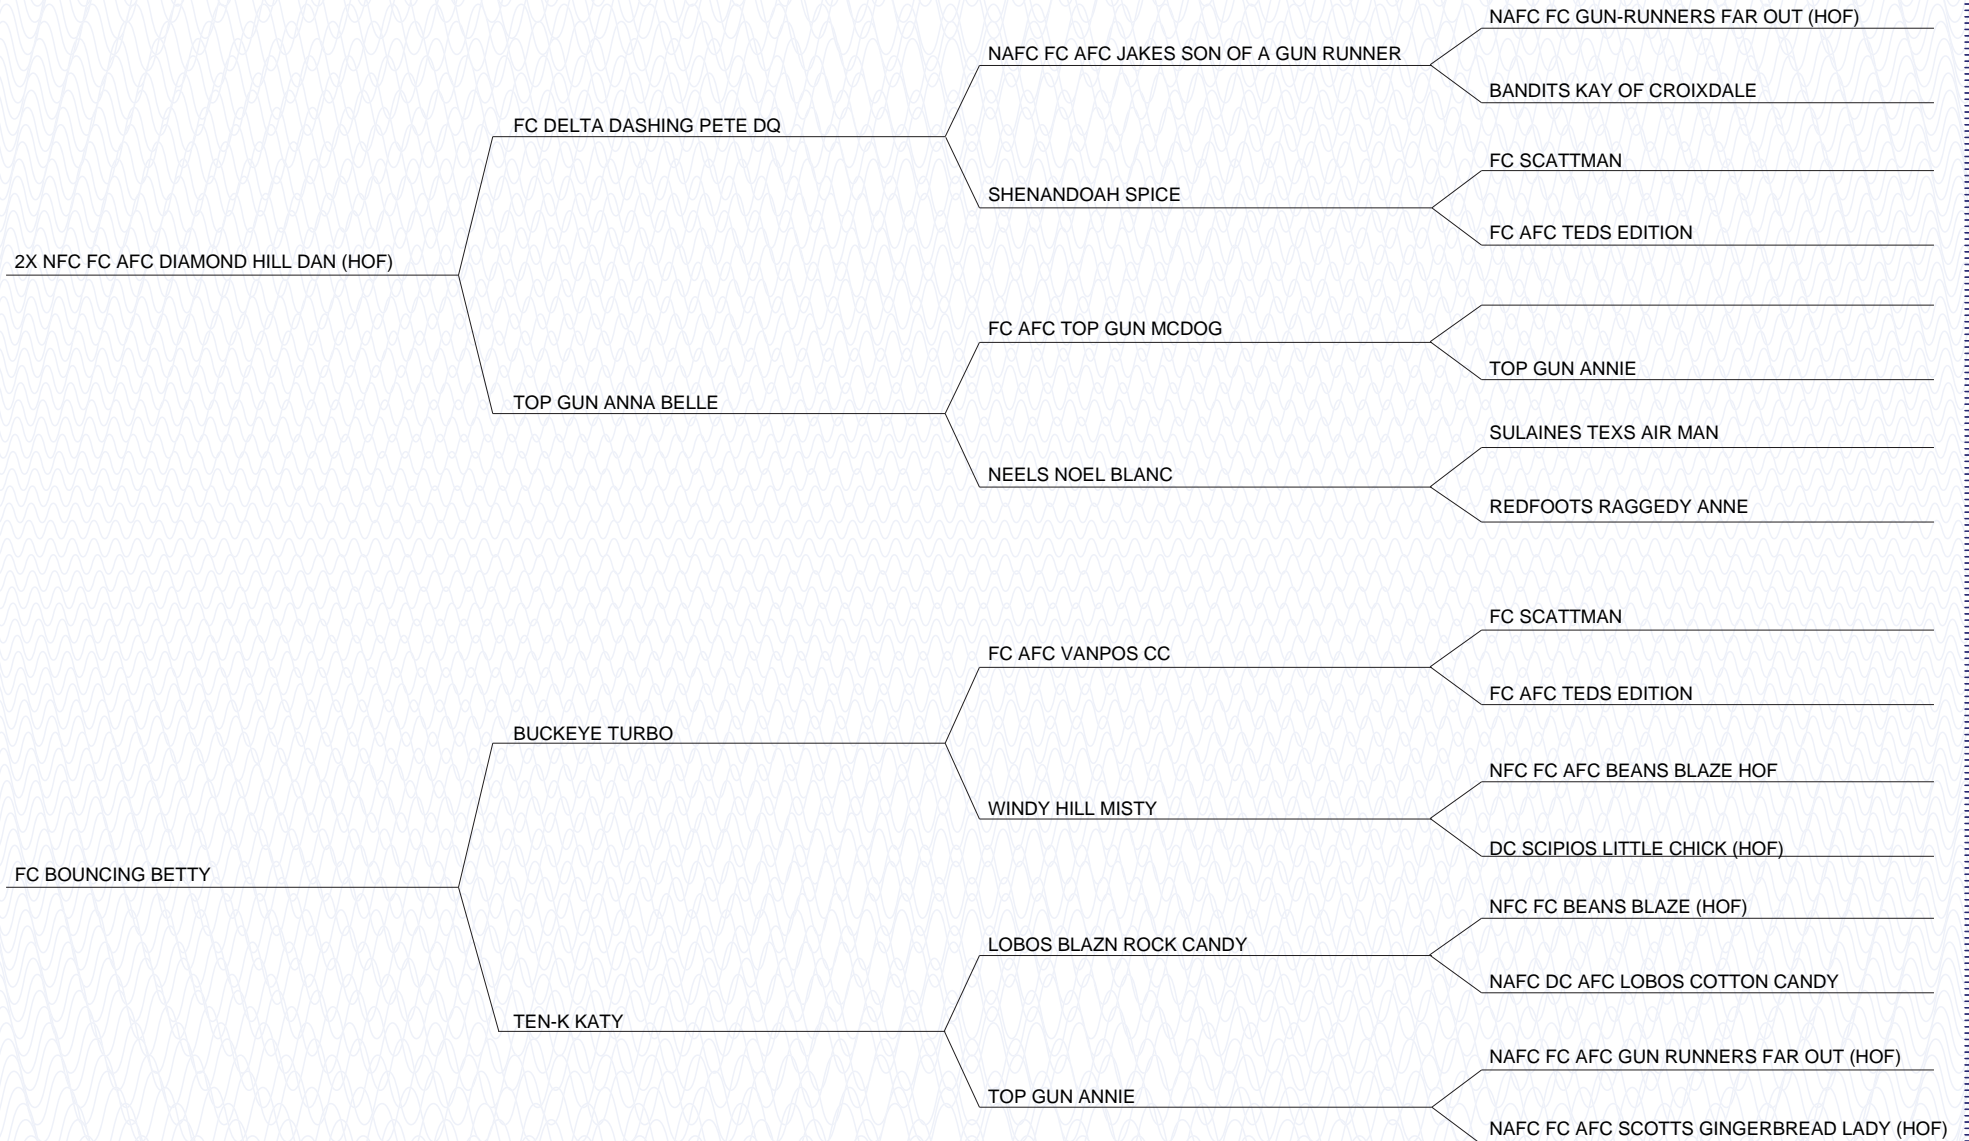 NAFC FC GUN-RUNNERS FAR OUT (HOF)
NAFC FC AFC JAKES SON OF A GUN RUNNER
BANDITS KAY OF CROIXDALE
FC DELTA DASHING PETE DQ
FC SCATTMAN
SHENANDOAH SPICE
FC AFC TEDS EDITION
2X NFC FC AFC DIAMOND HILL DAN (HOF)
FC AFC TOP GUN MCDOG
TOP GUN ANNIE
TOP GUN ANNA BELLE
SULAINES TEXS AIR MAN
NEELS NOEL BLANC
REDFOOTS RAGGEDY ANNE
FC SCATTMAN
FC AFC VANPOS CC
FC AFC TEDS EDITION
BUCKEYE TURBO
NFC FC AFC BEANS BLAZE HOF
WINDY HILL MISTY
DC SCIPIOS LITTLE CHICK (HOF)
FC BOUNCING BETTY
NFC FC BEANS BLAZE (HOF)
LOBOS BLAZN ROCK CANDY
NAFC DC AFC LOBOS COTTON CANDY
TEN-K KATY
NAFC FC AFC GUN RUNNERS FAR OUT (HOF)
TOP GUN ANNIE
NAFC FC AFC SCOTTS GINGERBREAD LADY (HOF)